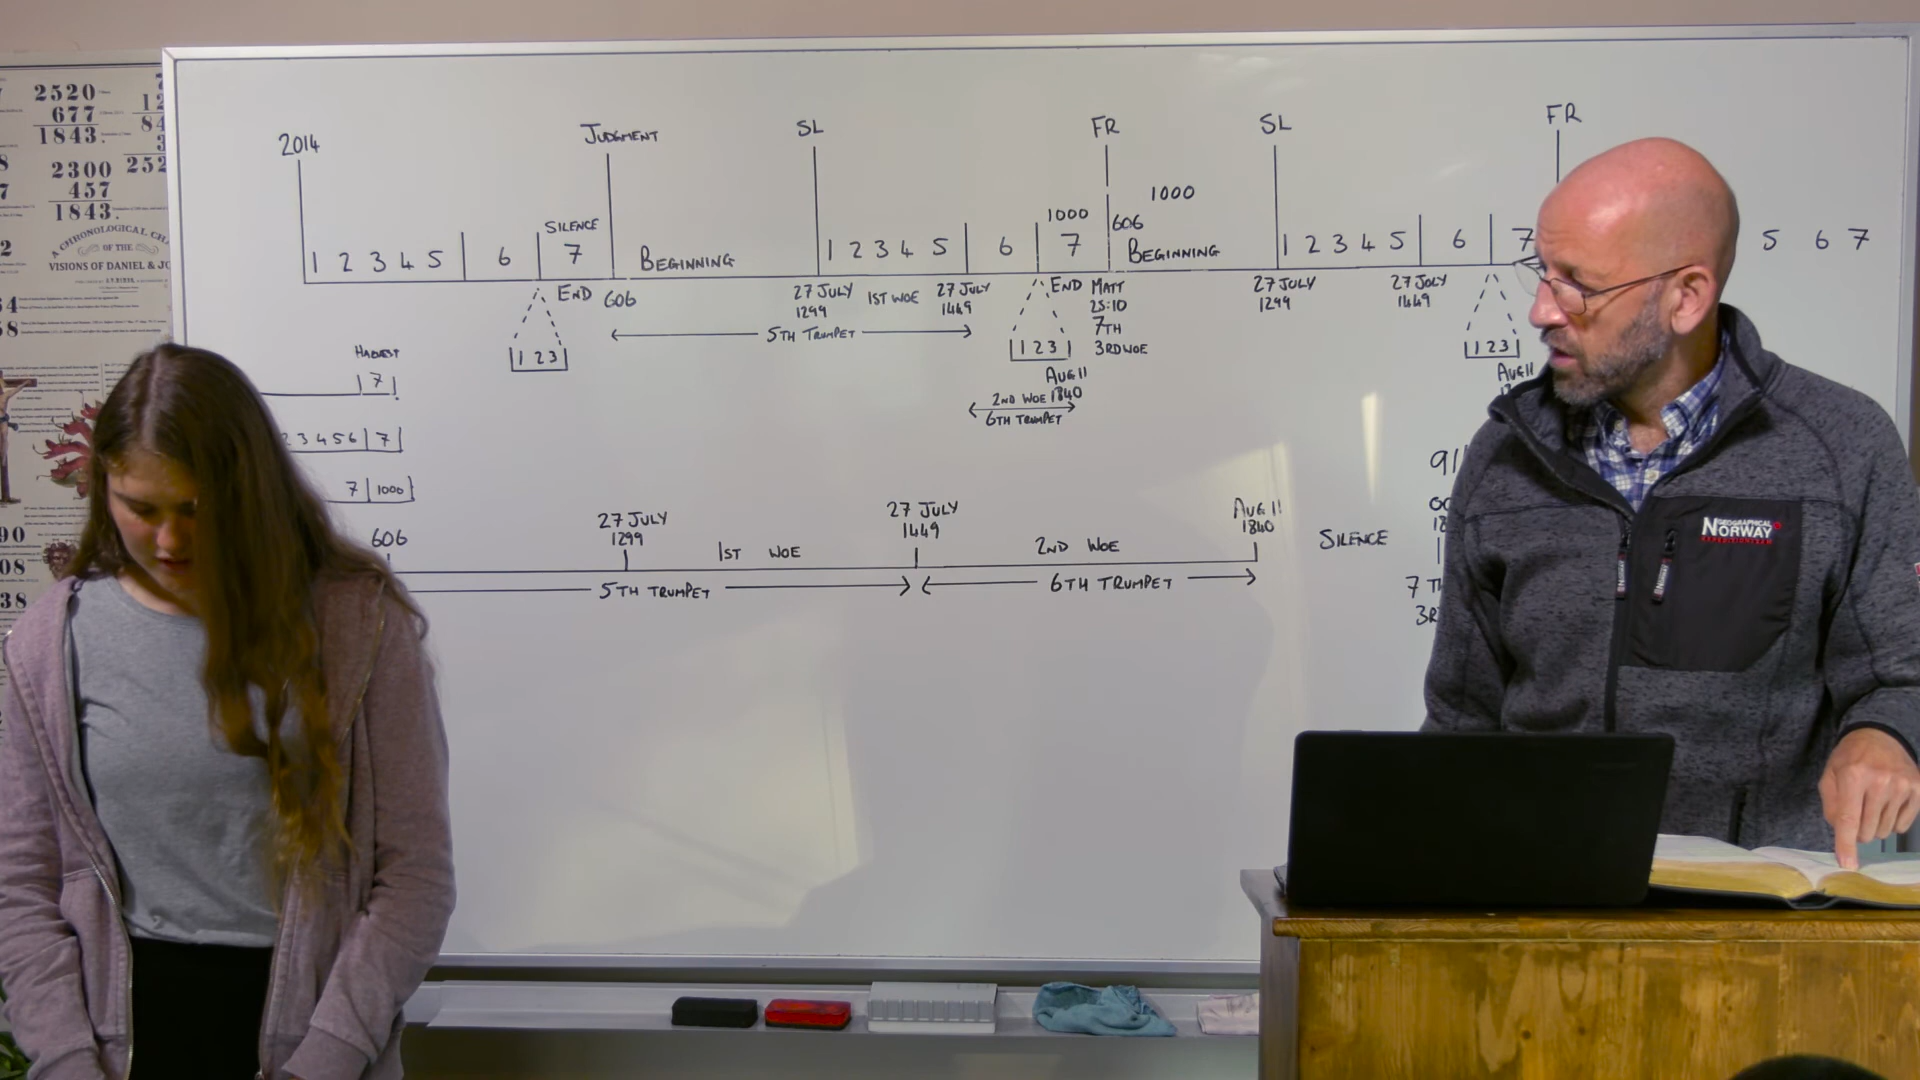 2520
677
1843.
2300
457
1843.
252
A CHRONOLOGICAL
OF THE
VISIONS OF DANIEL &
2014
JUDGMENT
SL
FR
SL
FR
1000
SILENCE
1000
606
1 2 3 4 5 6 7
BEGINNING
1 2 3 4 5 6 7
BEGINNING
1 2 3 4 5 6 7
5 6 7
END 606
27 JULY
1299
1ST WOE
27 JULY
1449
END
MATT
25:10
7TH
3RD WOE
27 JULY
1299
27 JULY
1449
5TH TRUMPET
1 2 3
1 2 3
1 2 3
AUG 11
1840
2ND WOE
6TH TRUMPET
AUG 11
HARVEST
7
2 3 4 5 6 7
7 1000
606
27 JULY
1299
1ST WOE
27 JULY
1449
2ND WOE
AUG 11
1840
SILENCE
5TH TRUMPET
6TH TRUMPET
GEOGRAPHICAL
NORWAY
EXPEDITION